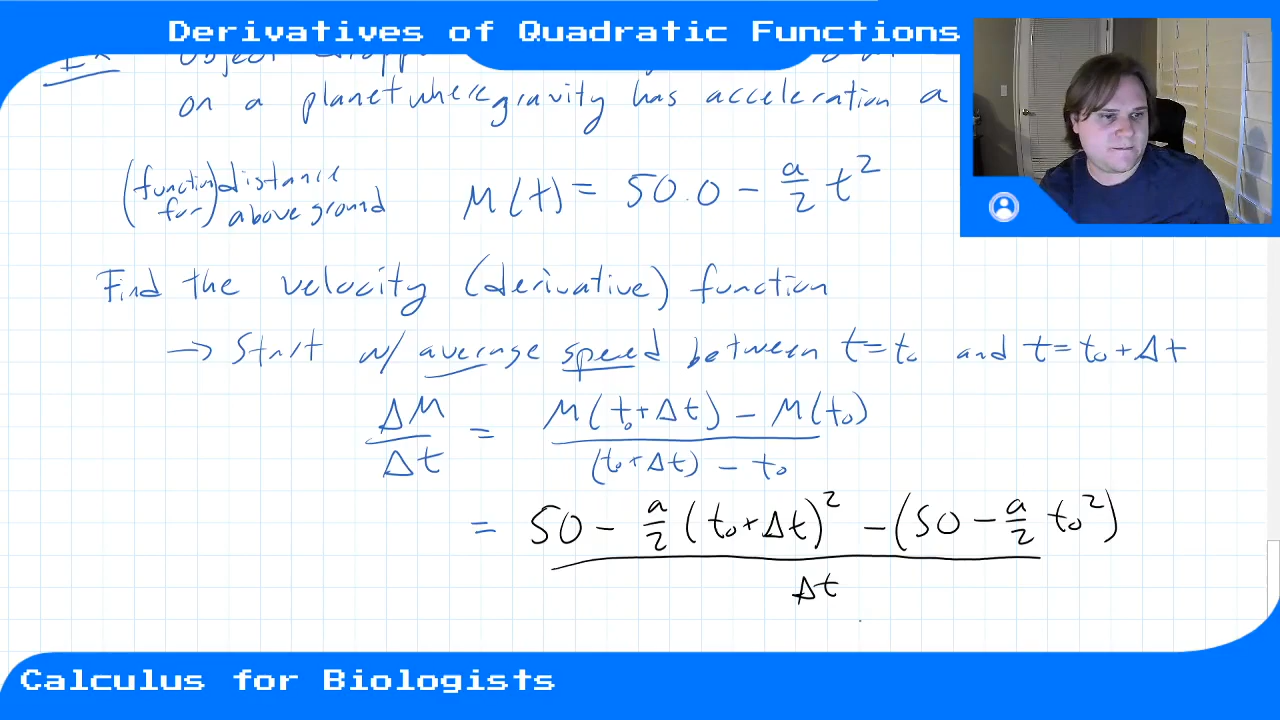 Derivatives of Quadratic Functions
on a planet where gravity has acceleration a
(function for) distance above ground M(t) = 50.0 - a/2 t²
Find the velocity (derivative) function
→ Start w/ average speed between t = t₀ and t = t₀ + Δt
ΔM/Δt = (M(t₀+Δt) - M(t₀))/((t₀+Δt) - t₀)
= (50 - a/2 (t₀+Δt)² - (50 - a/2 t₀²))/Δt
Calculus for Biologists